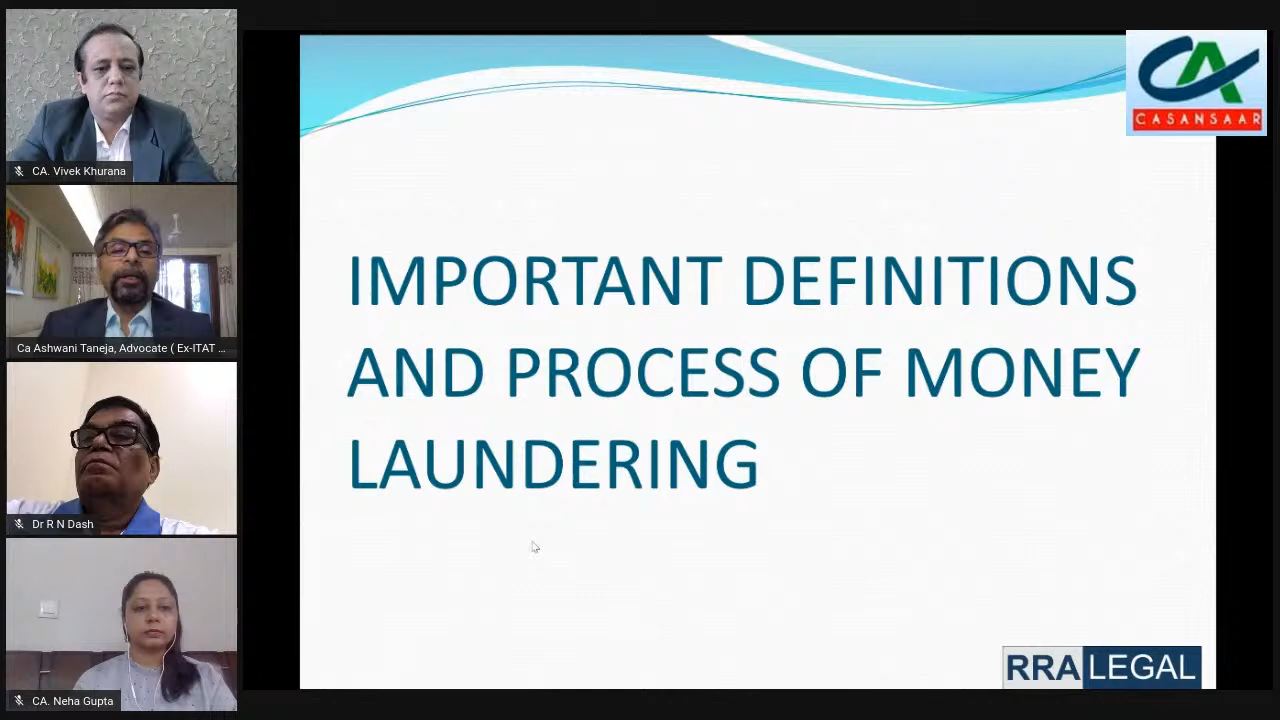 CA. Vivek Khurana
Ca Ashwani Taneja, Advocate ( Ex-ITAT ...
Dr R N Dash
CA. Neha Gupta
CA
CASANSAAR
IMPORTANT DEFINITIONS
AND PROCESS OF MONEY
LAUNDERING
RRA LEGAL